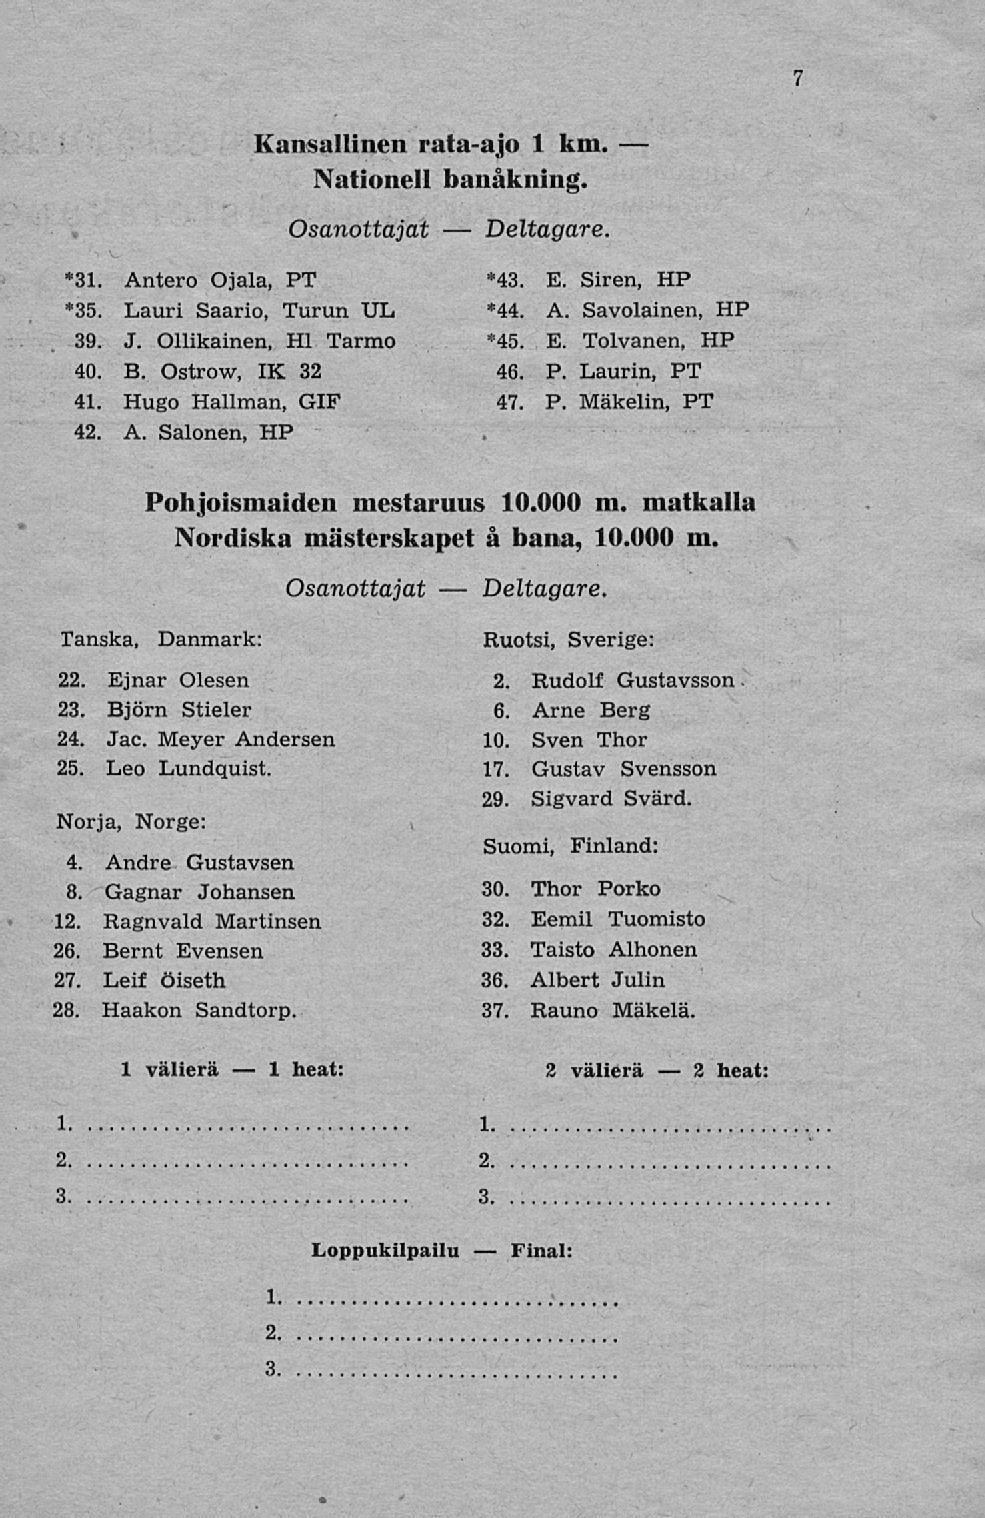 7
Kansallinen rata-ajo 1 km. —
Nationell banåkning.
Osanottajat — Deltagare.
*31. Antero Ojala, PT
*35. Lauri Saario, Turun UL
39. J. Ollikainen, Hl Tarmo
40. B. Ostrow, IK 32
41. Hugo Hallman, GIF
42. A. Salonen, HP
*43. E. Siren, HP
*44. A. Savolainen, HP
*45. E. Tolvanen, HP
46. P. Laurin, PT
47. P. Mäkelin, PT
Pohjoismaiden mestaruus 10.000 m. matkalla
Nordiska mästerskapet å bana, 10.000 m.
Osanottajat — Deltagare.
Tanska, Danmark:
22. Ejnar Olesen
23. Björn Stieler
24. Jac. Meyer Andersen
25. Leo Lundquist.
Norja, Norge:
4. Andre Gustavsen
8. Gagnar Johansen
12. Ragnvald Martinsen
26. Bernt Evensen
27. Leif Öiseth
28. Haakon Sandtorp.
Ruotsi, Sverige:
2. Rudolf Gustavsson
6. Arne Berg
10. Sven Thor
17. Gustav Svensson
29. Sigvard Svärd.
Suomi, Finland:
30. Thor Porko
32. Eemil Tuomisto
33. Taisto Alhonen
36. Albert Julin
37. Rauno Mäkelä.
1 välierä — 1 heat:
1. ..............................
2. ..............................
3. ..............................
2 välierä — 2 heat:
1. ..............................
2. ..............................
3. ..............................
Loppukilpailu — Final:
1. ..............................
2. ..............................
3. ..............................